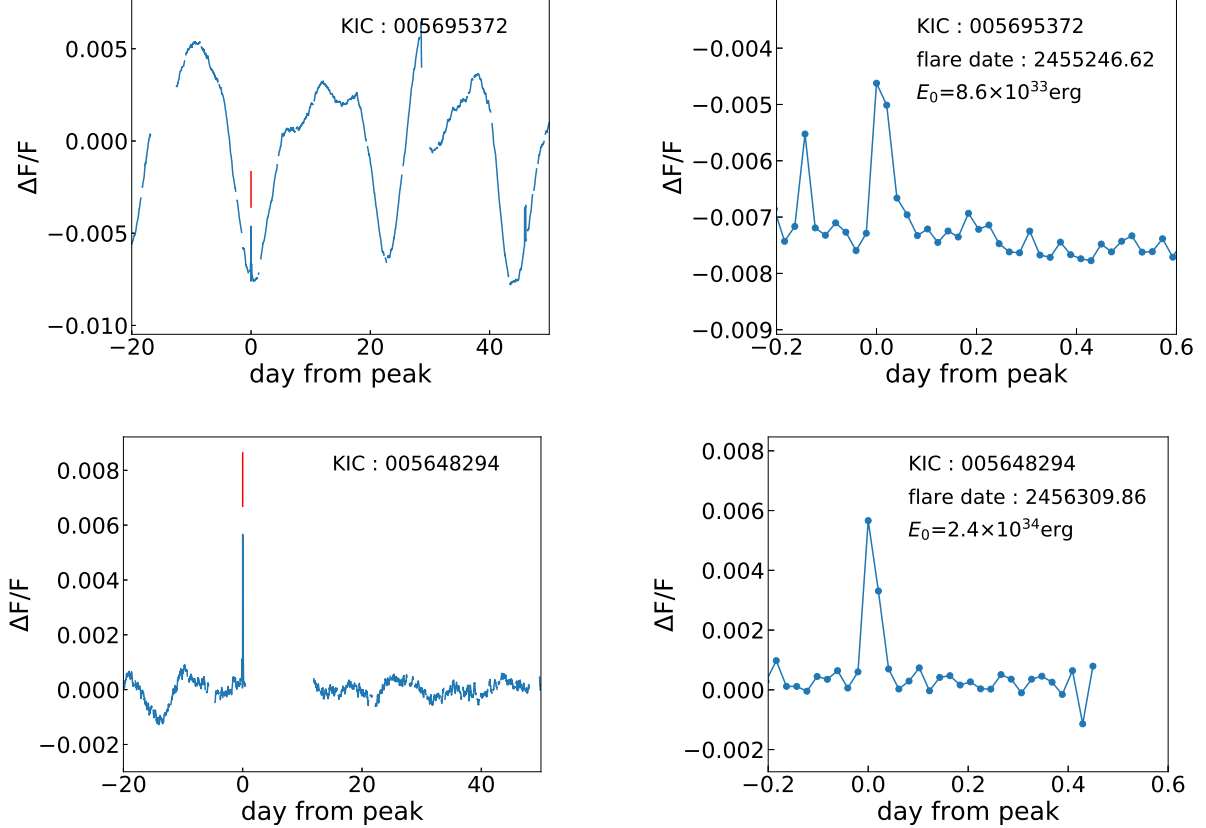 KIC : 005695372
ΔF/F
0.005
0.000
−0.005
−0.010
−20
0
20
40
day from peak
KIC : 005695372
flare date : 2455246.62
E₀=8.6×10³³erg
ΔF/F
−0.004
−0.005
−0.006
−0.007
−0.008
−0.009
−0.2
0.0
0.2
0.4
0.6
day from peak
KIC : 005648294
ΔF/F
0.008
0.006
0.004
0.002
0.000
−0.002
−20
0
20
40
day from peak
KIC : 005648294
flare date : 2456309.86
E₀=2.4×10³⁴erg
ΔF/F
0.008
0.006
0.004
0.002
0.000
−0.002
−0.2
0.0
0.2
0.4
0.6
day from peak